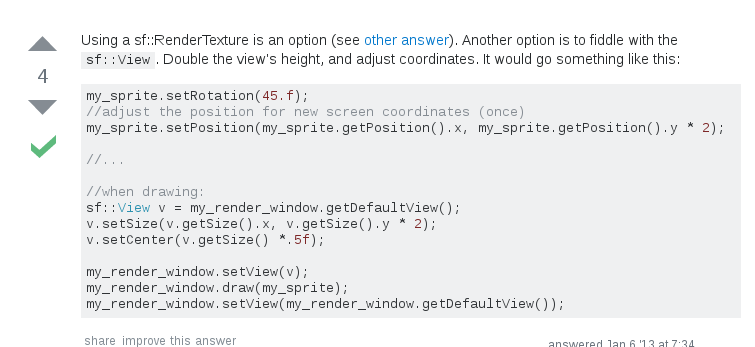 Using a sf::RenderTexture is an option (see other answer). Another option is to fiddle with the
sf::View. Double the view's height, and adjust coordinates. It would go something like this:
4
my_sprite.setRotation(45.f);
//adjust the position for new screen coordinates (once)
my_sprite.setPosition(my_sprite.getPosition().x, my_sprite.getPosition().y * 2);
//...
//when drawing:
sf::View v = my_render_window.getDefaultView();
v.setSize(v.getSize().x, v.getSize().y * 2);
v.setCenter(v.getSize() *.5f);
my_render_window.setView(v);
my_render_window.draw(my_sprite);
my_render_window.setView(my_render_window.getDefaultView());
share improve this answer
answered Jan 6 '13 at 7:34